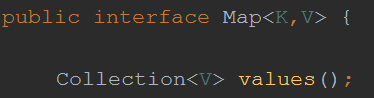 public interface Map<K,V> {
Collection<V> values();